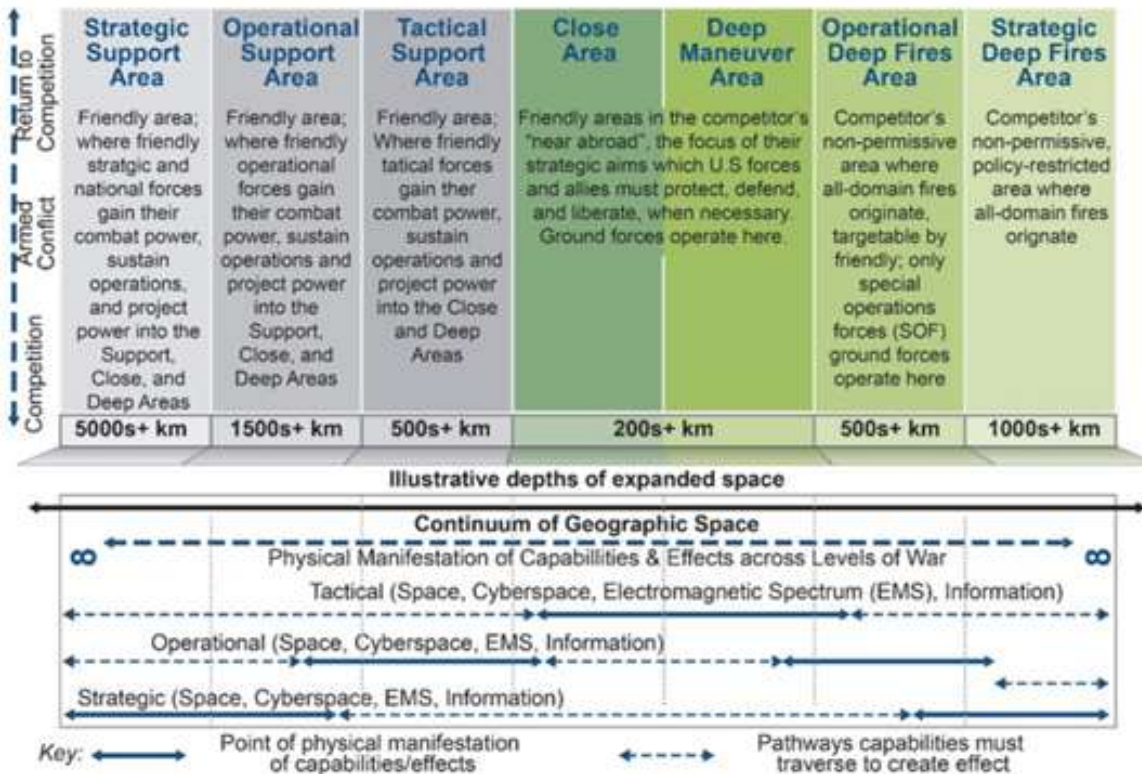 Return to
Competition
Armed
Conflict
Competition
Strategic
Support
Area
Friendly area;
where friendly
stratgic and
national forces
gain their
combat power,
sustain
operations,
and project
power into the
Support,
Close, and
Deep Areas
5000s+ km
Operational
Support
Area
Friendly area;
where friendly
operational
forces gain
their combat
power, sustain
operations and
project power
into the
Support,
Close, and
Deep Areas
1500s+ km
Tactical
Support
Area
Friendly area;
Where friendly
tatical forces
gain ther
combat power,
sustain
operations and
project power
into the Close
and Deep
Areas
500s+ km
Close
Area
Deep
Maneuver
Area
Friendly areas in the competitor's
"near abroad", the focus of their
strategic aims which U.S forces
and allies must protect, defend,
and liberate, when necessary.
Ground forces operate here.
200s+ km
Operational
Deep Fires
Area
Competitor's
non-permissive
area where
all-domain fires
originate,
targetable by
friendly; only
special
operations
forces (SOF)
ground forces
operate here
500s+ km
Strategic
Deep Fires
Area
Competitor's
non-permissive,
policy-restricted
area where
all-domain fires
orignate
1000s+ km
Illustrative depths of expanded space
Continuum of Geographic Space
∞ ∞
Physical Manifestation of Capabillities & Effects across Levels of War
Tactical (Space, Cyberspace, Electromagnetic Spectrum (EMS), Information)
Operational (Space, Cyberspace, EMS, Information)
Strategic (Space, Cyberspace, EMS, Information)
Key:
Point of physical manifestation
of capabilities/effects
Pathways capabilities must
traverse to create effect